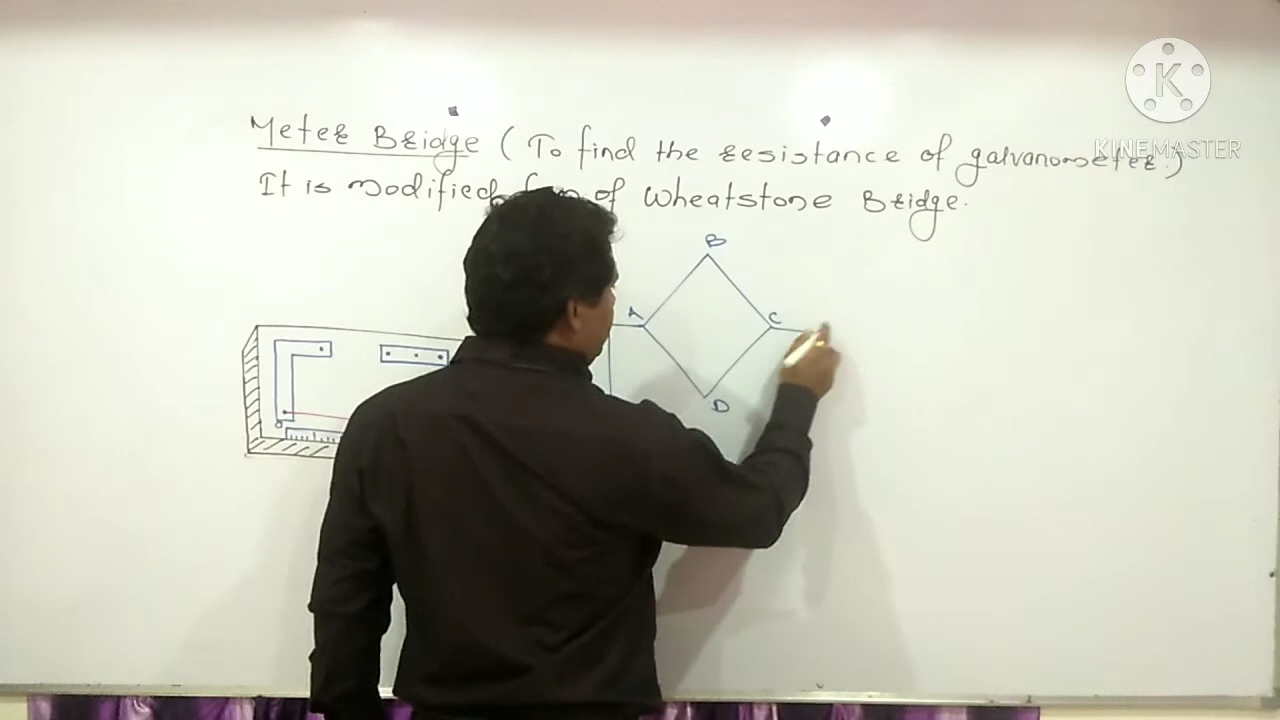 Meter Bridge (To find the resistance of galvanometer.)
It is modified of Wheatstone Bridge.
B
A
C
D
K
KINEMASTER